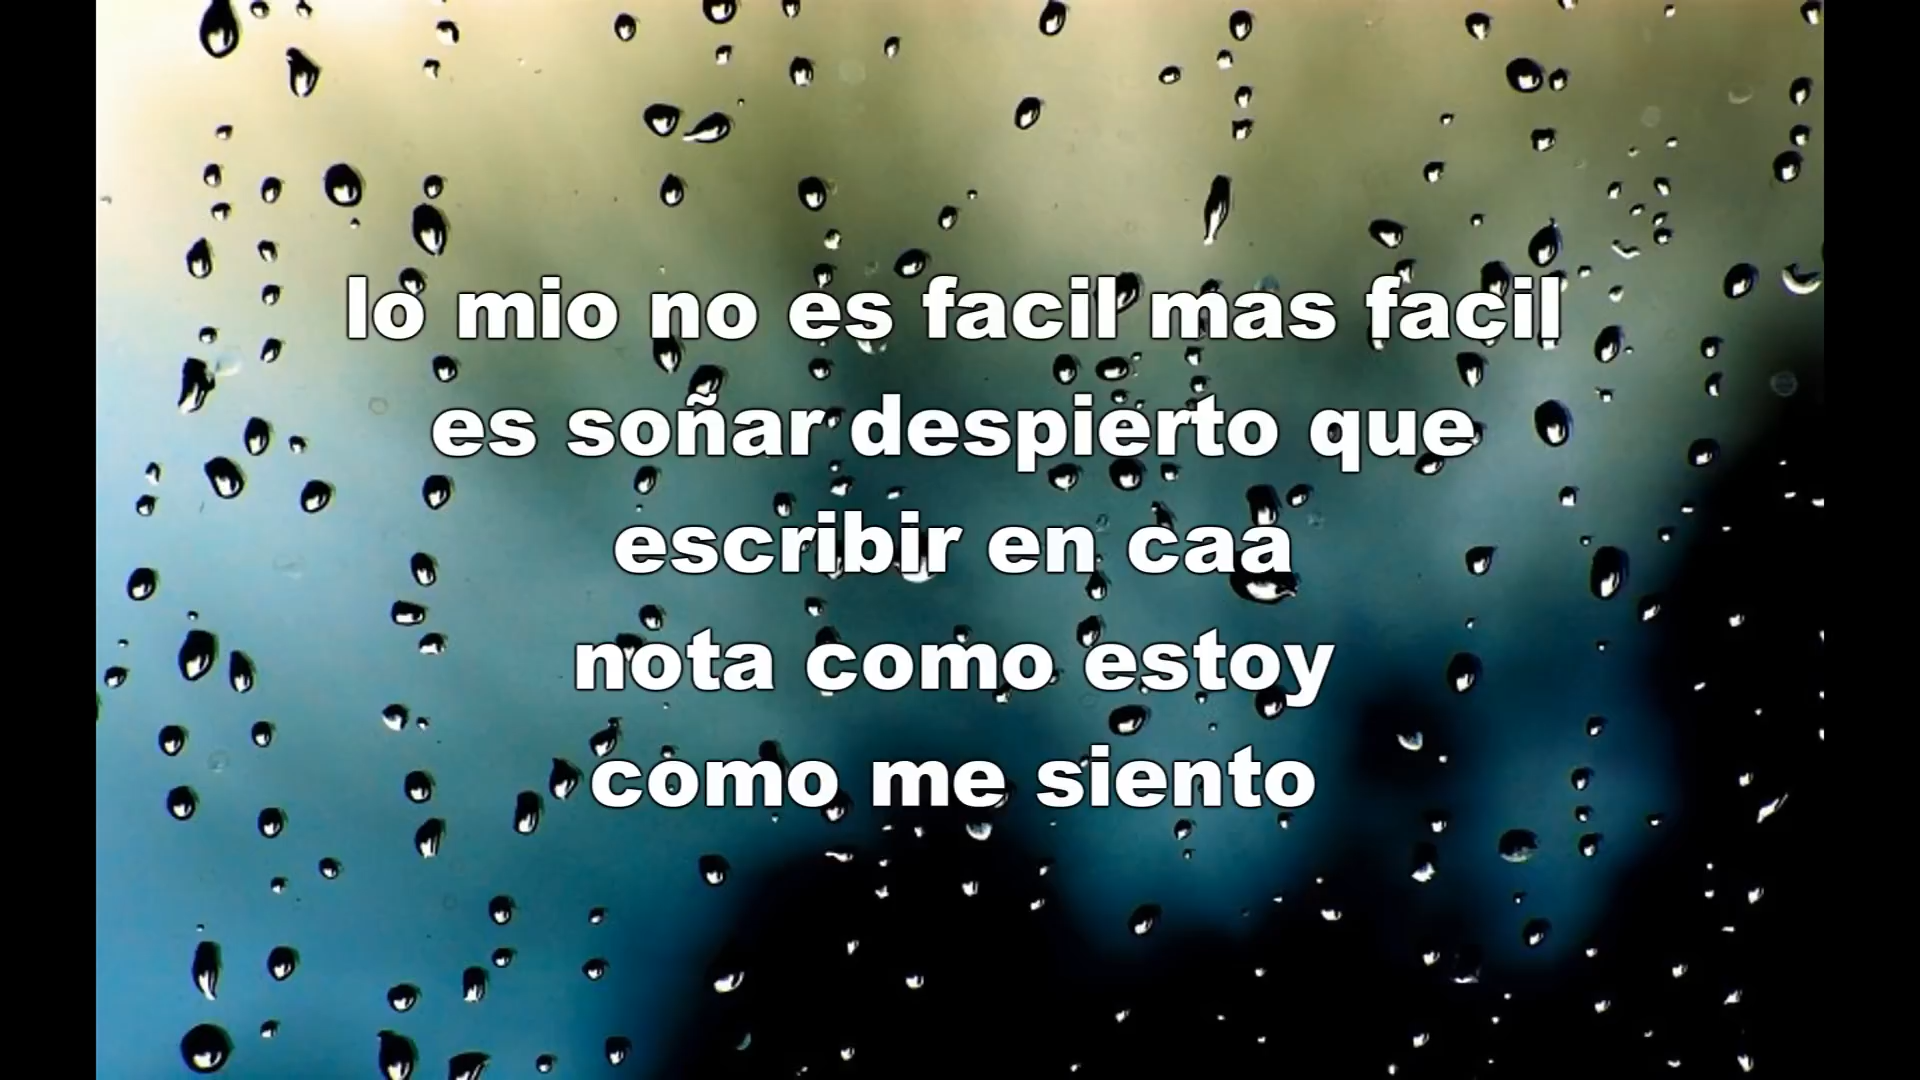 lo mio no es facil mas facil
es soñar despierto que
escribir en caa
nota como estoy
como me siento